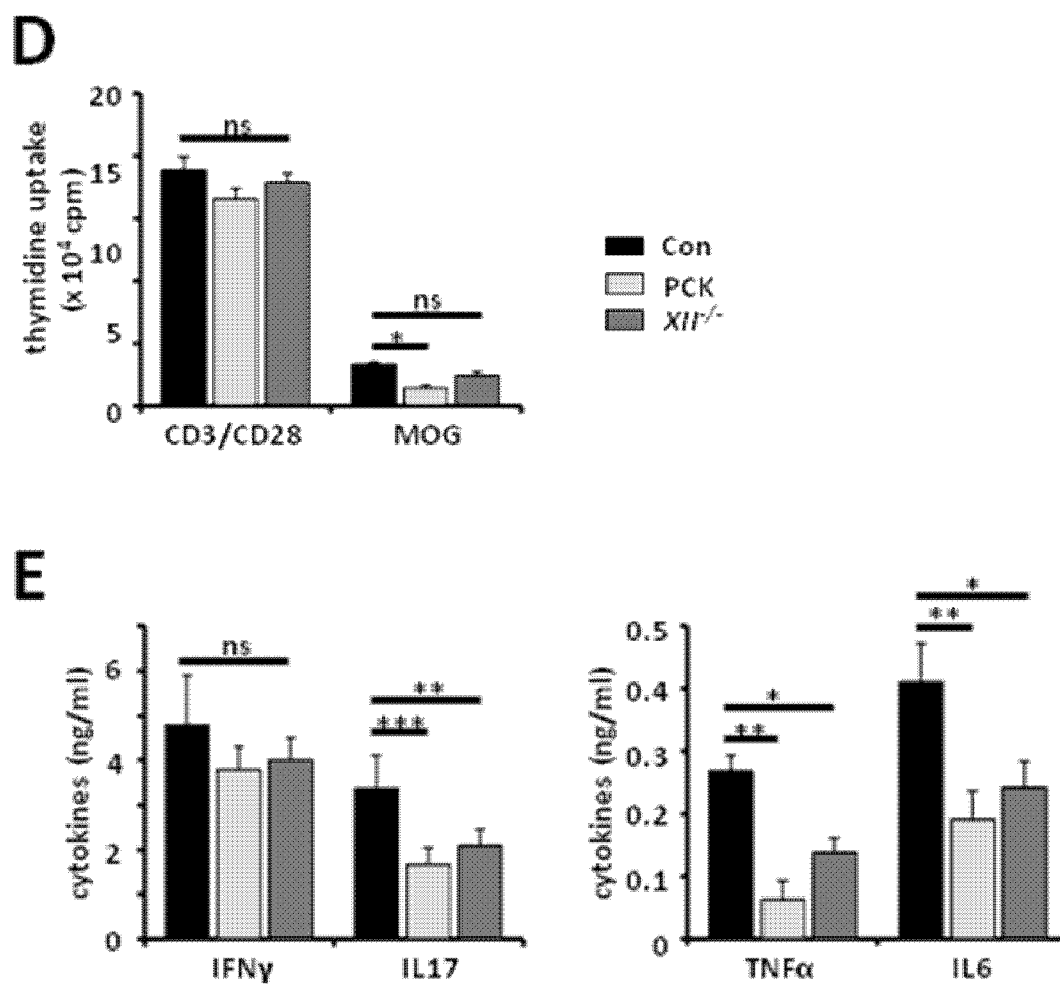 D
thymidine uptake
(x 10⁴ cpm)
20
15
10
5
0
ns
ns
*
CD3/CD28 MOG
Con
PCK
XII-/-
E
cytokines (ng/ml)
6
4
2
0
ns
**
***
IFNγ IL17
cytokines (ng/ml)
0.5
0.4
0.3
0.2
0.1
0
*
**
*
**
TNFα IL6